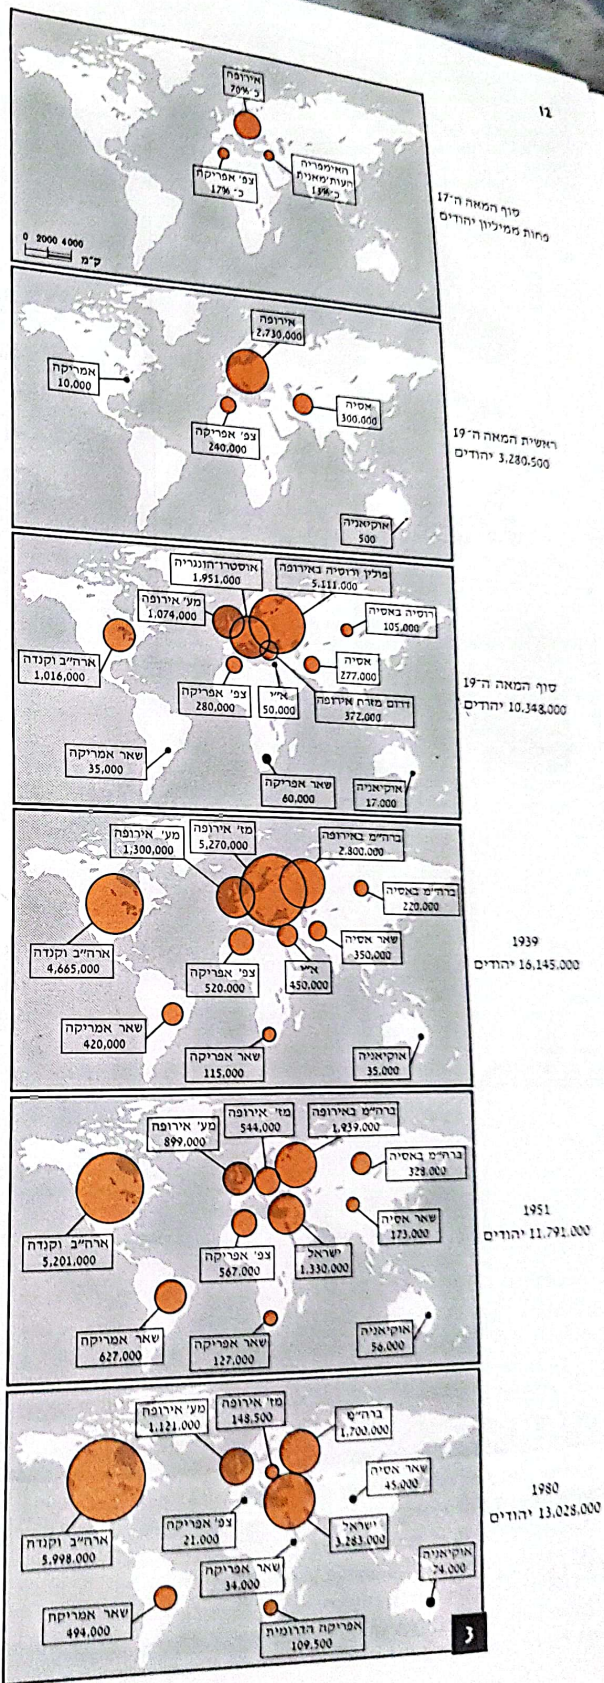 12
אירופה
כ־70%
צפ' אפריקה
כ־17%
האימפריה
העות'מאנית
כ־13%
0 2000 4000
ק"מ
סוף המאה ה־17
פחות ממיליון יהודים
אירופה
2,730,000
אמריקה
10,000
צפ' אפריקה
240,000
אסיה
300,000
אוקיאניה
500
ראשית המאה ה־19
3,280,500 יהודים
אוסטרו־הונגריה
1,951,000
פולין ורוסיה באירופה
5,111,000
מע' אירופה
1,074,000
רוסיה באסיה
105,000
ארה"ב וקנדה
1,016,000
צפ' אפריקה
280,000
א"י
50,000
אסיה
277,000
דרום מזרח אירופה
372,000
שאר אמריקה
35,000
שאר אפריקה
60,000
אוקיאניה
17,000
סוף המאה ה־19
10,348,000 יהודים
מע' אירופה
1,300,000
מז' אירופה
5,270,000
ברה"מ באירופה
2,800,000
ברה"מ באסיה
220,000
ארה"ב וקנדה
4,665,000
צפ' אפריקה
520,000
א"י
450,000
שאר אסיה
350,000
שאר אמריקה
420,000
שאר אפריקה
115,000
אוקיאניה
35,000
1939
16,145,000 יהודים
מע' אירופה
899,000
מז' אירופה
544,000
ברה"מ באירופה
1,939,000
ברה"מ באסיה
328,000
ארה"ב וקנדה
5,201,000
צפ' אפריקה
567,000
ישראל
1,330,000
שאר אסיה
173,000
שאר אמריקה
627,000
שאר אפריקה
127,000
אוקיאניה
56,000
1951
11,791,000 יהודים
מע' אירופה
1,121,000
מז' אירופה
148,500
ברה"מ
1,700,000
שאר אסיה
45,000
ארה"ב וקנדה
5,998,000
צפ' אפריקה
21,000
ישראל
3,283,000
שאר אפריקה
34,000
אוקיאניה
74,000
שאר אמריקה
494,000
אפריקה הדרומית
109,500
1980
13,028,000 יהודים
3